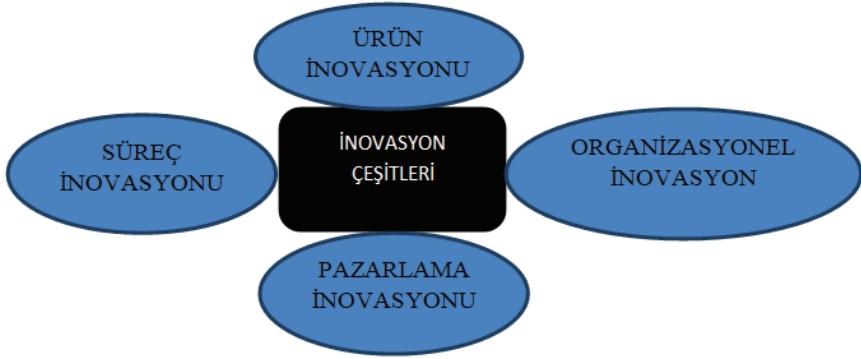 ÜRÜN
İNOVASYONU
SÜREÇ
İNOVASYONU
İNOVASYON
ÇEŞİTLERİ
ORGANİZASYONEL
İNOVASYON
PAZARLAMA
İNOVASYONU